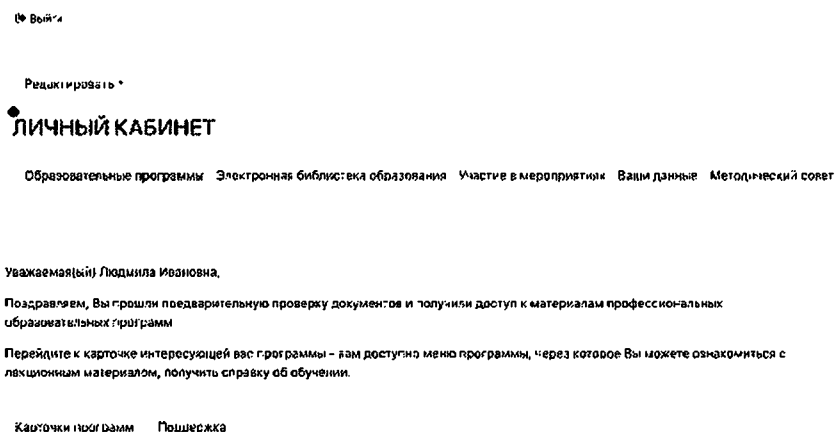 Выйти
Редактировать
ЛИЧНЫЙ КАБИНЕТ
Образовательные программы Электронная библиотека образования Участие в мероприятиях Ваши данные Методический совет
Уважаемая(ый) Людмила Ивановна,
Поздравляем, Вы прошли предварительную проверку документов и получили доступ к материалам профессиональных
образовательных программ
Перейдите к карточке интересующей вас программы – вам доступно меню программы, через которое Вы можете ознакомиться с
лекционным материалом, получить справку об обучении.
Карточки программ Поддержка